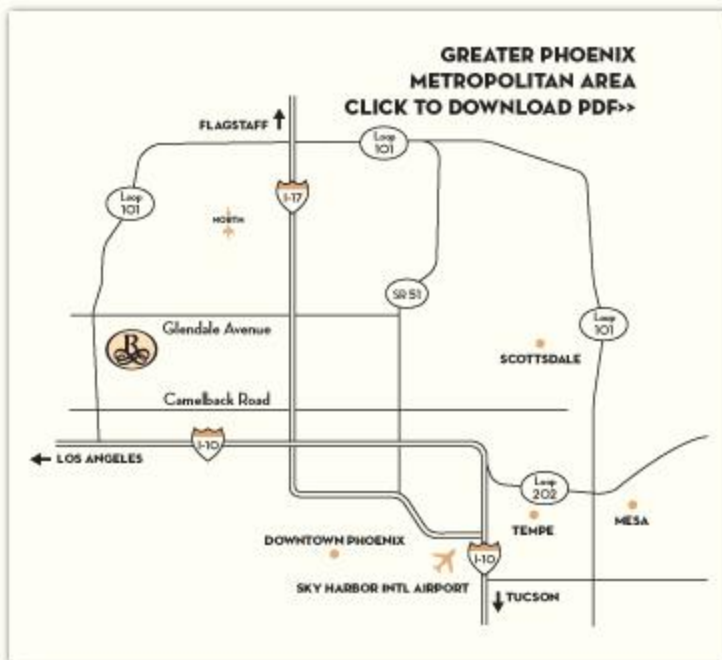 GREATER PHOENIX
METROPOLITAN AREA
CLICK TO DOWNLOAD PDF>>
FLAGSTAFF
Loop
101
Loop
101
I-17
NORTH
SR 51
Glendale Avenue
R
Loop
101
SCOTTSDALE
Camelback Road
I-10
LOS ANGELES
Loop
202
TEMPE
MESA
DOWNTOWN PHOENIX
I-10
SKY HARBOR INTL AIRPORT
TUCSON